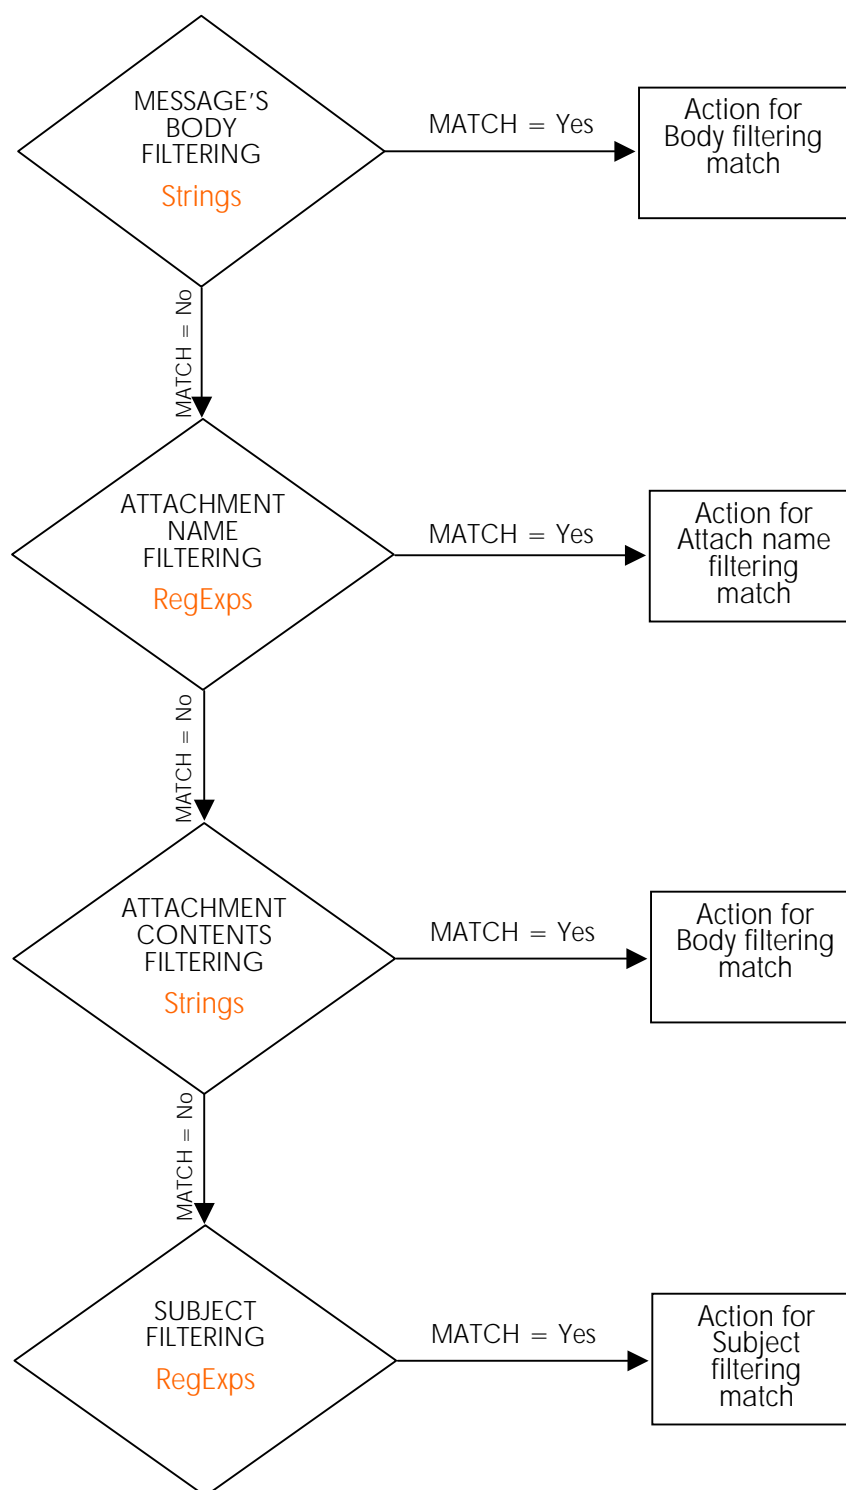 MESSAGE'S
BODY
FILTERING
Strings
MATCH = Yes
Action for
Body filtering
match
MATCH = No
ATTACHMENT
NAME
FILTERING
RegExps
MATCH = Yes
Action for
Attach name
filtering
match
MATCH = No
ATTACHMENT
CONTENTS
FILTERING
Strings
MATCH = Yes
Action for
Body filtering
match
MATCH = No
SUBJECT
FILTERING
RegExps
MATCH = Yes
Action for
Subject
filtering
match